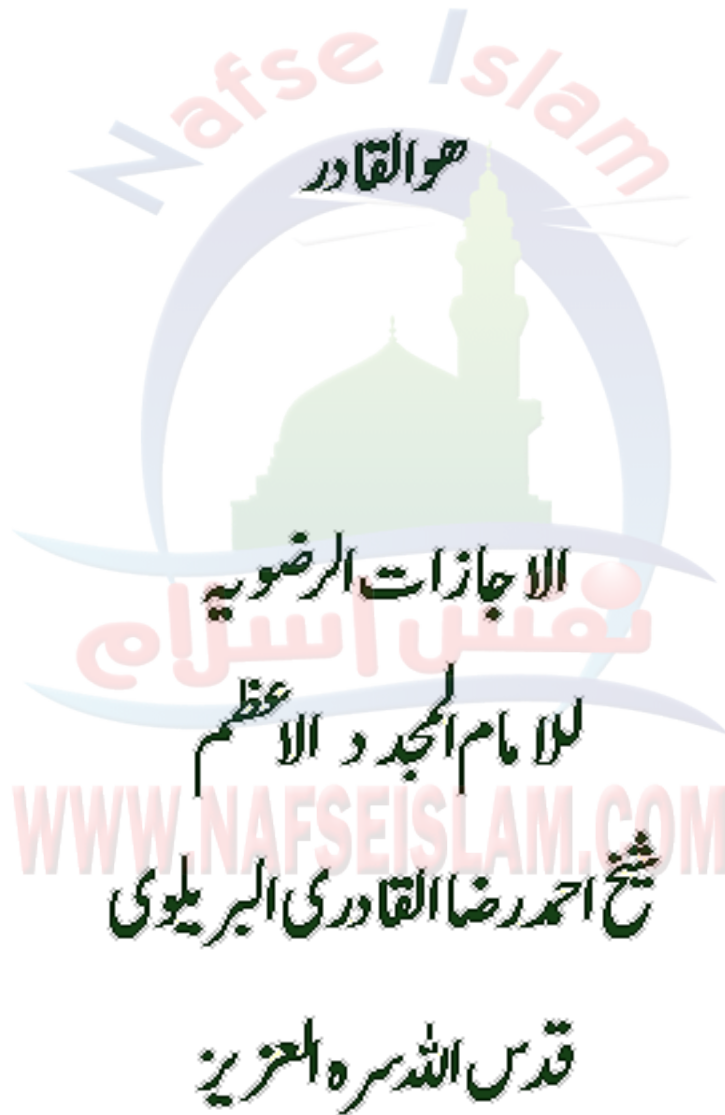 Nafse Islam
ھوالقادر
الاجازات الرضویہ
نفس اسلام
للامام المجدد الاعظم
WWW.NAFSEISLAM.COM
شیخ احمد رضا القادری البریلوی
قدس اللہ سرہ العزیز